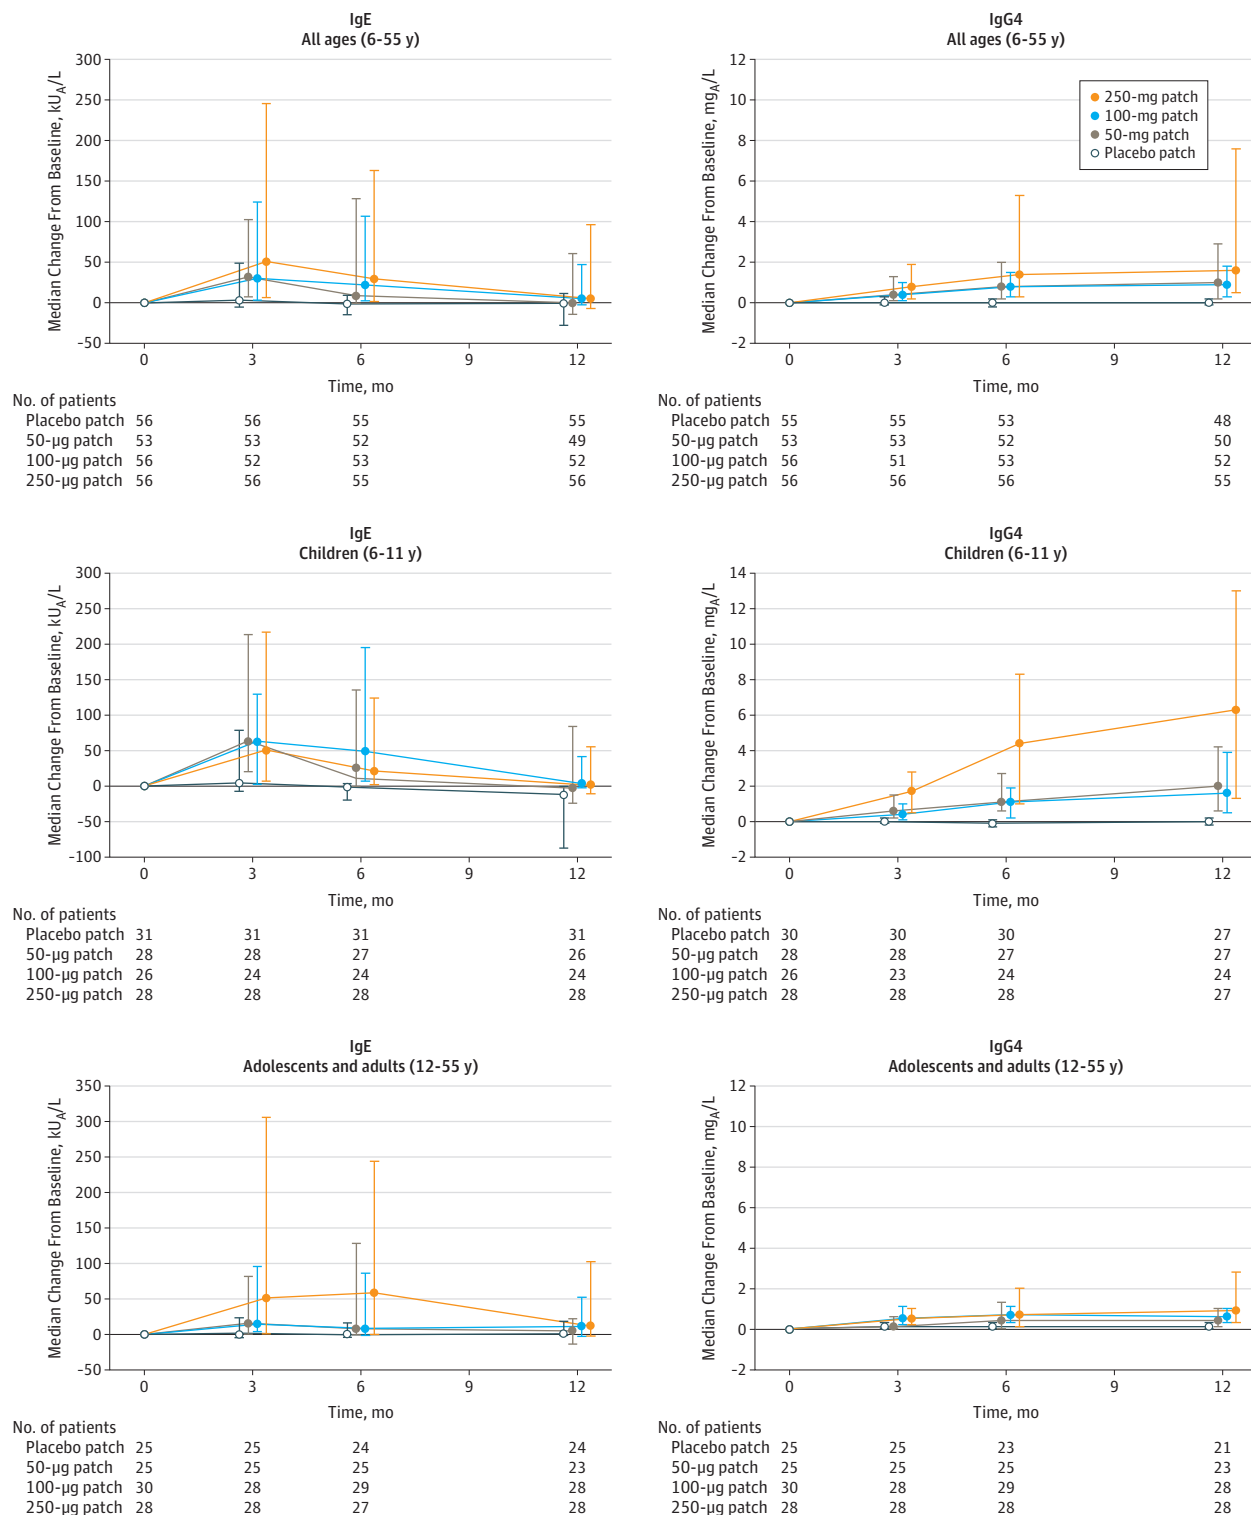 IgE
All ages (6-55 y)
300
250
200
150
100
50
0
-50
Median Change From Baseline, kUA/L
0 3 6 9 12
Time, mo
No. of patients
Placebo patch 56 56 55 55
50-μg patch 53 53 52 49
100-μg patch 56 52 53 52
250-μg patch 56 56 55 56
IgG4
All ages (6-55 y)
12
10
8
6
4
2
0
-2
Median Change From Baseline, mgA/L
250-mg patch
100-mg patch
50-mg patch
Placebo patch
0 3 6 9 12
Time, mo
No. of patients
Placebo patch 55 55 53 48
50-μg patch 53 53 52 50
100-μg patch 56 51 53 52
250-μg patch 56 56 56 55
IgE
Children (6-11 y)
300
250
200
150
100
50
0
-50
-100
Median Change From Baseline, kUA/L
0 3 6 9 12
Time, mo
No. of patients
Placebo patch 31 31 31 31
50-μg patch 28 28 27 26
100-μg patch 26 24 24 24
250-μg patch 28 28 28 28
IgG4
Children (6-11 y)
14
12
10
8
6
4
2
0
-2
Median Change From Baseline, mgA/L
0 3 6 9 12
Time, mo
No. of patients
Placebo patch 30 30 30 27
50-μg patch 28 28 27 27
100-μg patch 26 23 24 24
250-μg patch 28 28 28 27
IgE
Adolescents and adults (12-55 y)
350
300
250
200
150
100
50
0
-50
Median Change From Baseline, kUA/L
0 3 6 9 12
Time, mo
No. of patients
Placebo patch 25 25 24 24
50-μg patch 25 25 25 23
100-μg patch 30 28 29 28
250-μg patch 28 28 27 28
IgG4
Adolescents and adults (12-55 y)
12
10
8
6
4
2
0
-2
Median Change From Baseline, mgA/L
0 3 6 9 12
Time, mo
No. of patients
Placebo patch 25 25 23 21
50-μg patch 25 25 25 23
100-μg patch 30 28 29 28
250-μg patch 28 28 28 28